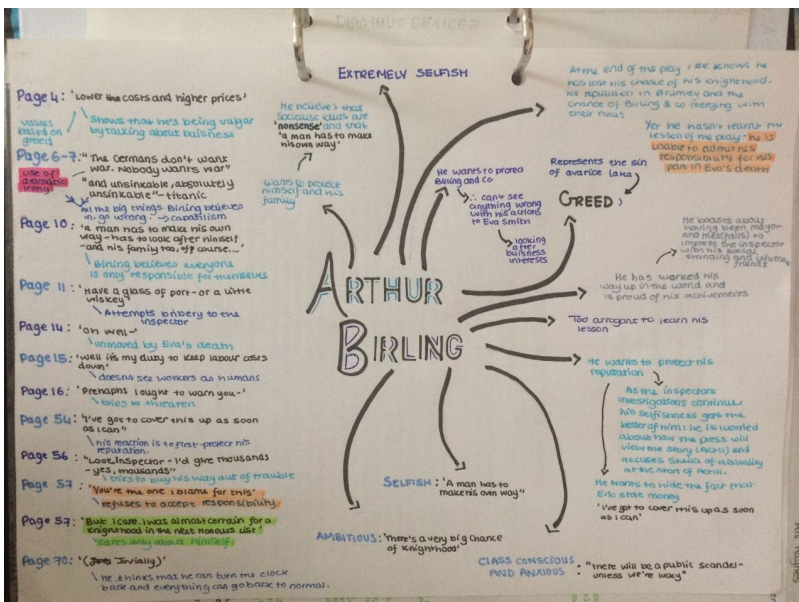 DRAMATIC DEVICES
Page 4: 'Lower the costs and higher prices'
values
based on
greed
Shows that he's being vulgar
by talking about buisness
Page 6-7: "The Germans don't want
war. Nobody wants war"
use of
dramatic
irony
"and unsinkable, absolutely
unsinkable" - titanic
All the big things Birling believes
in, go wrong. → capatilism
Page 10: 'a man has to make his own
way - has to look after himself
- and his family too, off course...'
Birling believes everyone
is only responsible for themselves
Page 11: 'Have a glass of port - or a little
whiskey'
Attempts bribery to the
inspector
Page 14: 'oh well -'
unmoved by Eva's death
Page 15: 'well it's my duty to keep labour costs
down'
doesn't see workers as humans
Page 16: 'Prehaphs I ought to warn you -'
tries to threaten
Page 54: 'I've got to cover this up as soon
as I can"
his reaction is to first - protect his
reputation.
Page 56: "Look, Inspector - I'd give thousands
- yes, thousands"
tries to buy his way out of trouble
Page 57: 'You're the one I blame for this'
refuses to accept responsibility
Page 57: 'But I care. I was almost certain for a
knighthood in the next Honours List!
cares only about himself
Page 70: '( Jovially)'
He thinks that he can turn the clock
back and everything can go back to normal.
EXTREMELY SELFISH
He believes that
socialist ideas are
'nonsense' and that
'a man has to make
his own way'
wants to protect
himself and his
family
ARTHUR
BIRLING
He wants to protect
Birling and Co
∴ can't see
anything wrong
with his actions
to Eva Smith
looking
after
buisness
interests
At the end of the play, he knows he
has lost his chance of his knighthood,
his reputation in Brumley and the
chance of Birling & Co merging with
their rivals
Yet he hasn't learnt the
lesson of the play - he is
unable to admit his
responsibility for his
part in Eva's death
Represents the sin
of avarice
GREED
He boasts about
having been mayor
and
impress the inspector
with his social
standing and
friends
He has worked his
way up in the world and
is proud of his achievements
Too arrogant to learn his
lesson
He wants to protect his
reputation
As the inspectors
investigations continue,
his selfishness gets the
better of him: he is worried
about how the press will
view the story (Act II) and
accuses Sheila of disloyalty
at the start of Act III.
He wants to hide the fact that
Eric stole money
'I've got to cover this up as soon
as I can'
SELFISH: 'A man has to
make his own way"
AMBITIOUS: 'There's a very big chance
of knighthood'
CLASS CONSCIOUS
AND ANXIOUS: "there will be a public scandel -
unless we're lucky"